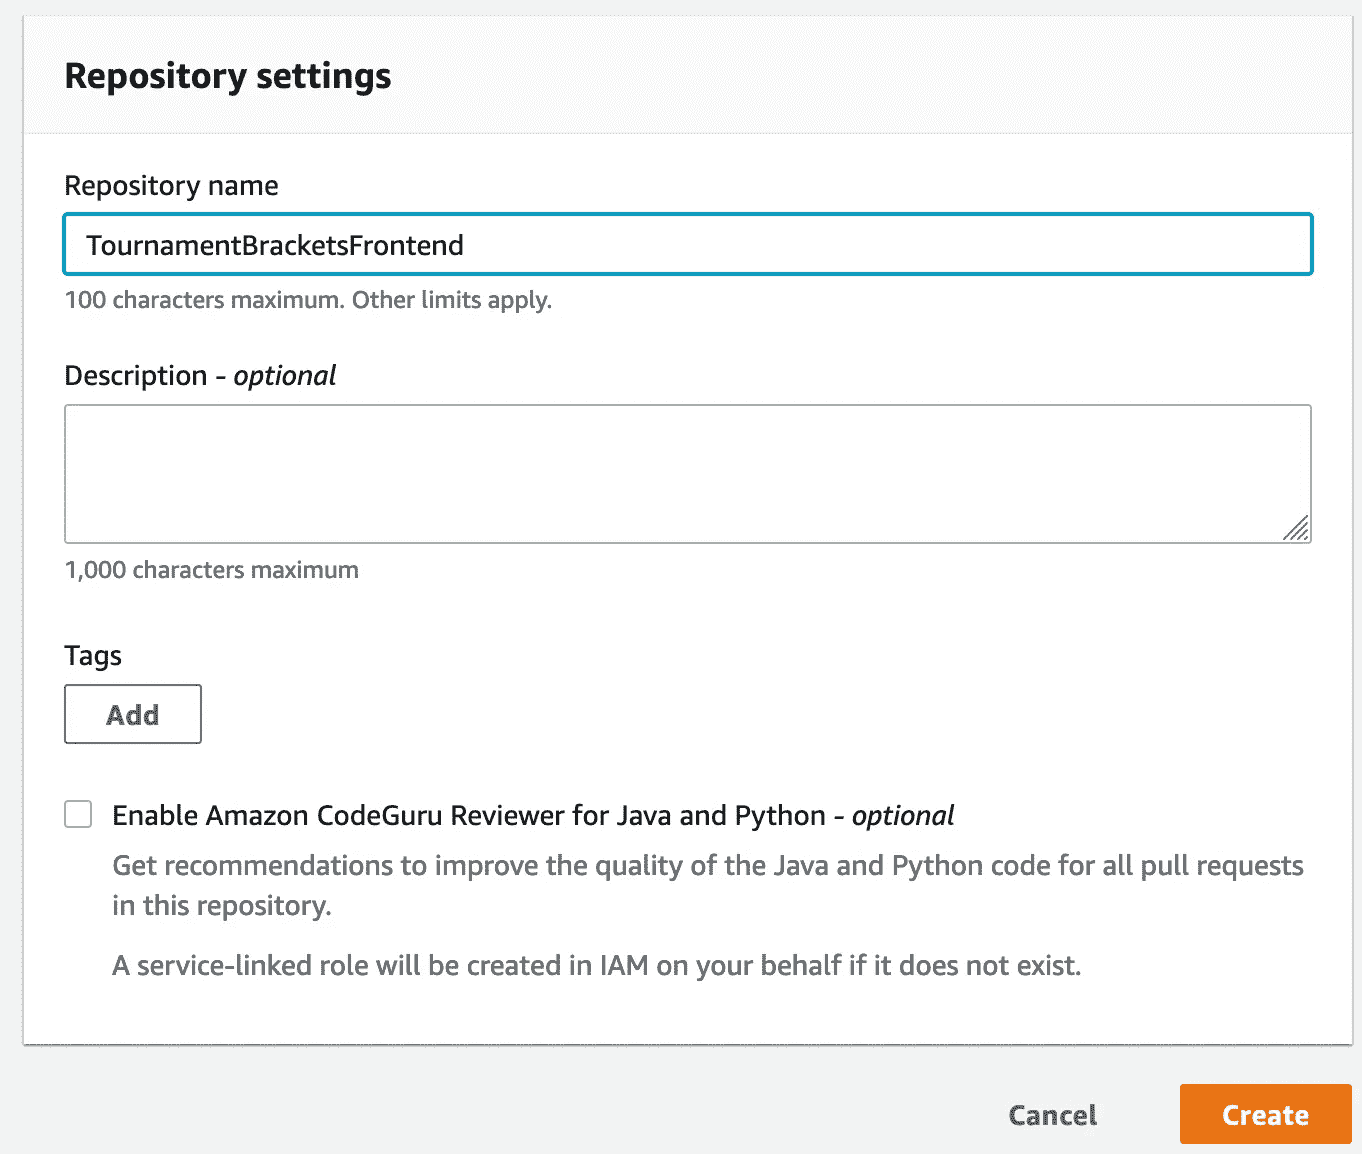 Repository settings
Repository name
TournamentBracketsFrontend
100 characters maximum. Other limits apply.
Description - optional
1,000 characters maximum
Tags
Add
Enable Amazon CodeGuru Reviewer for Java and Python - optional
Get recommendations to improve the quality of the Java and Python code for all pull requests
in this repository.
A service-linked role will be created in IAM on your behalf if it does not exist.
Cancel
Create